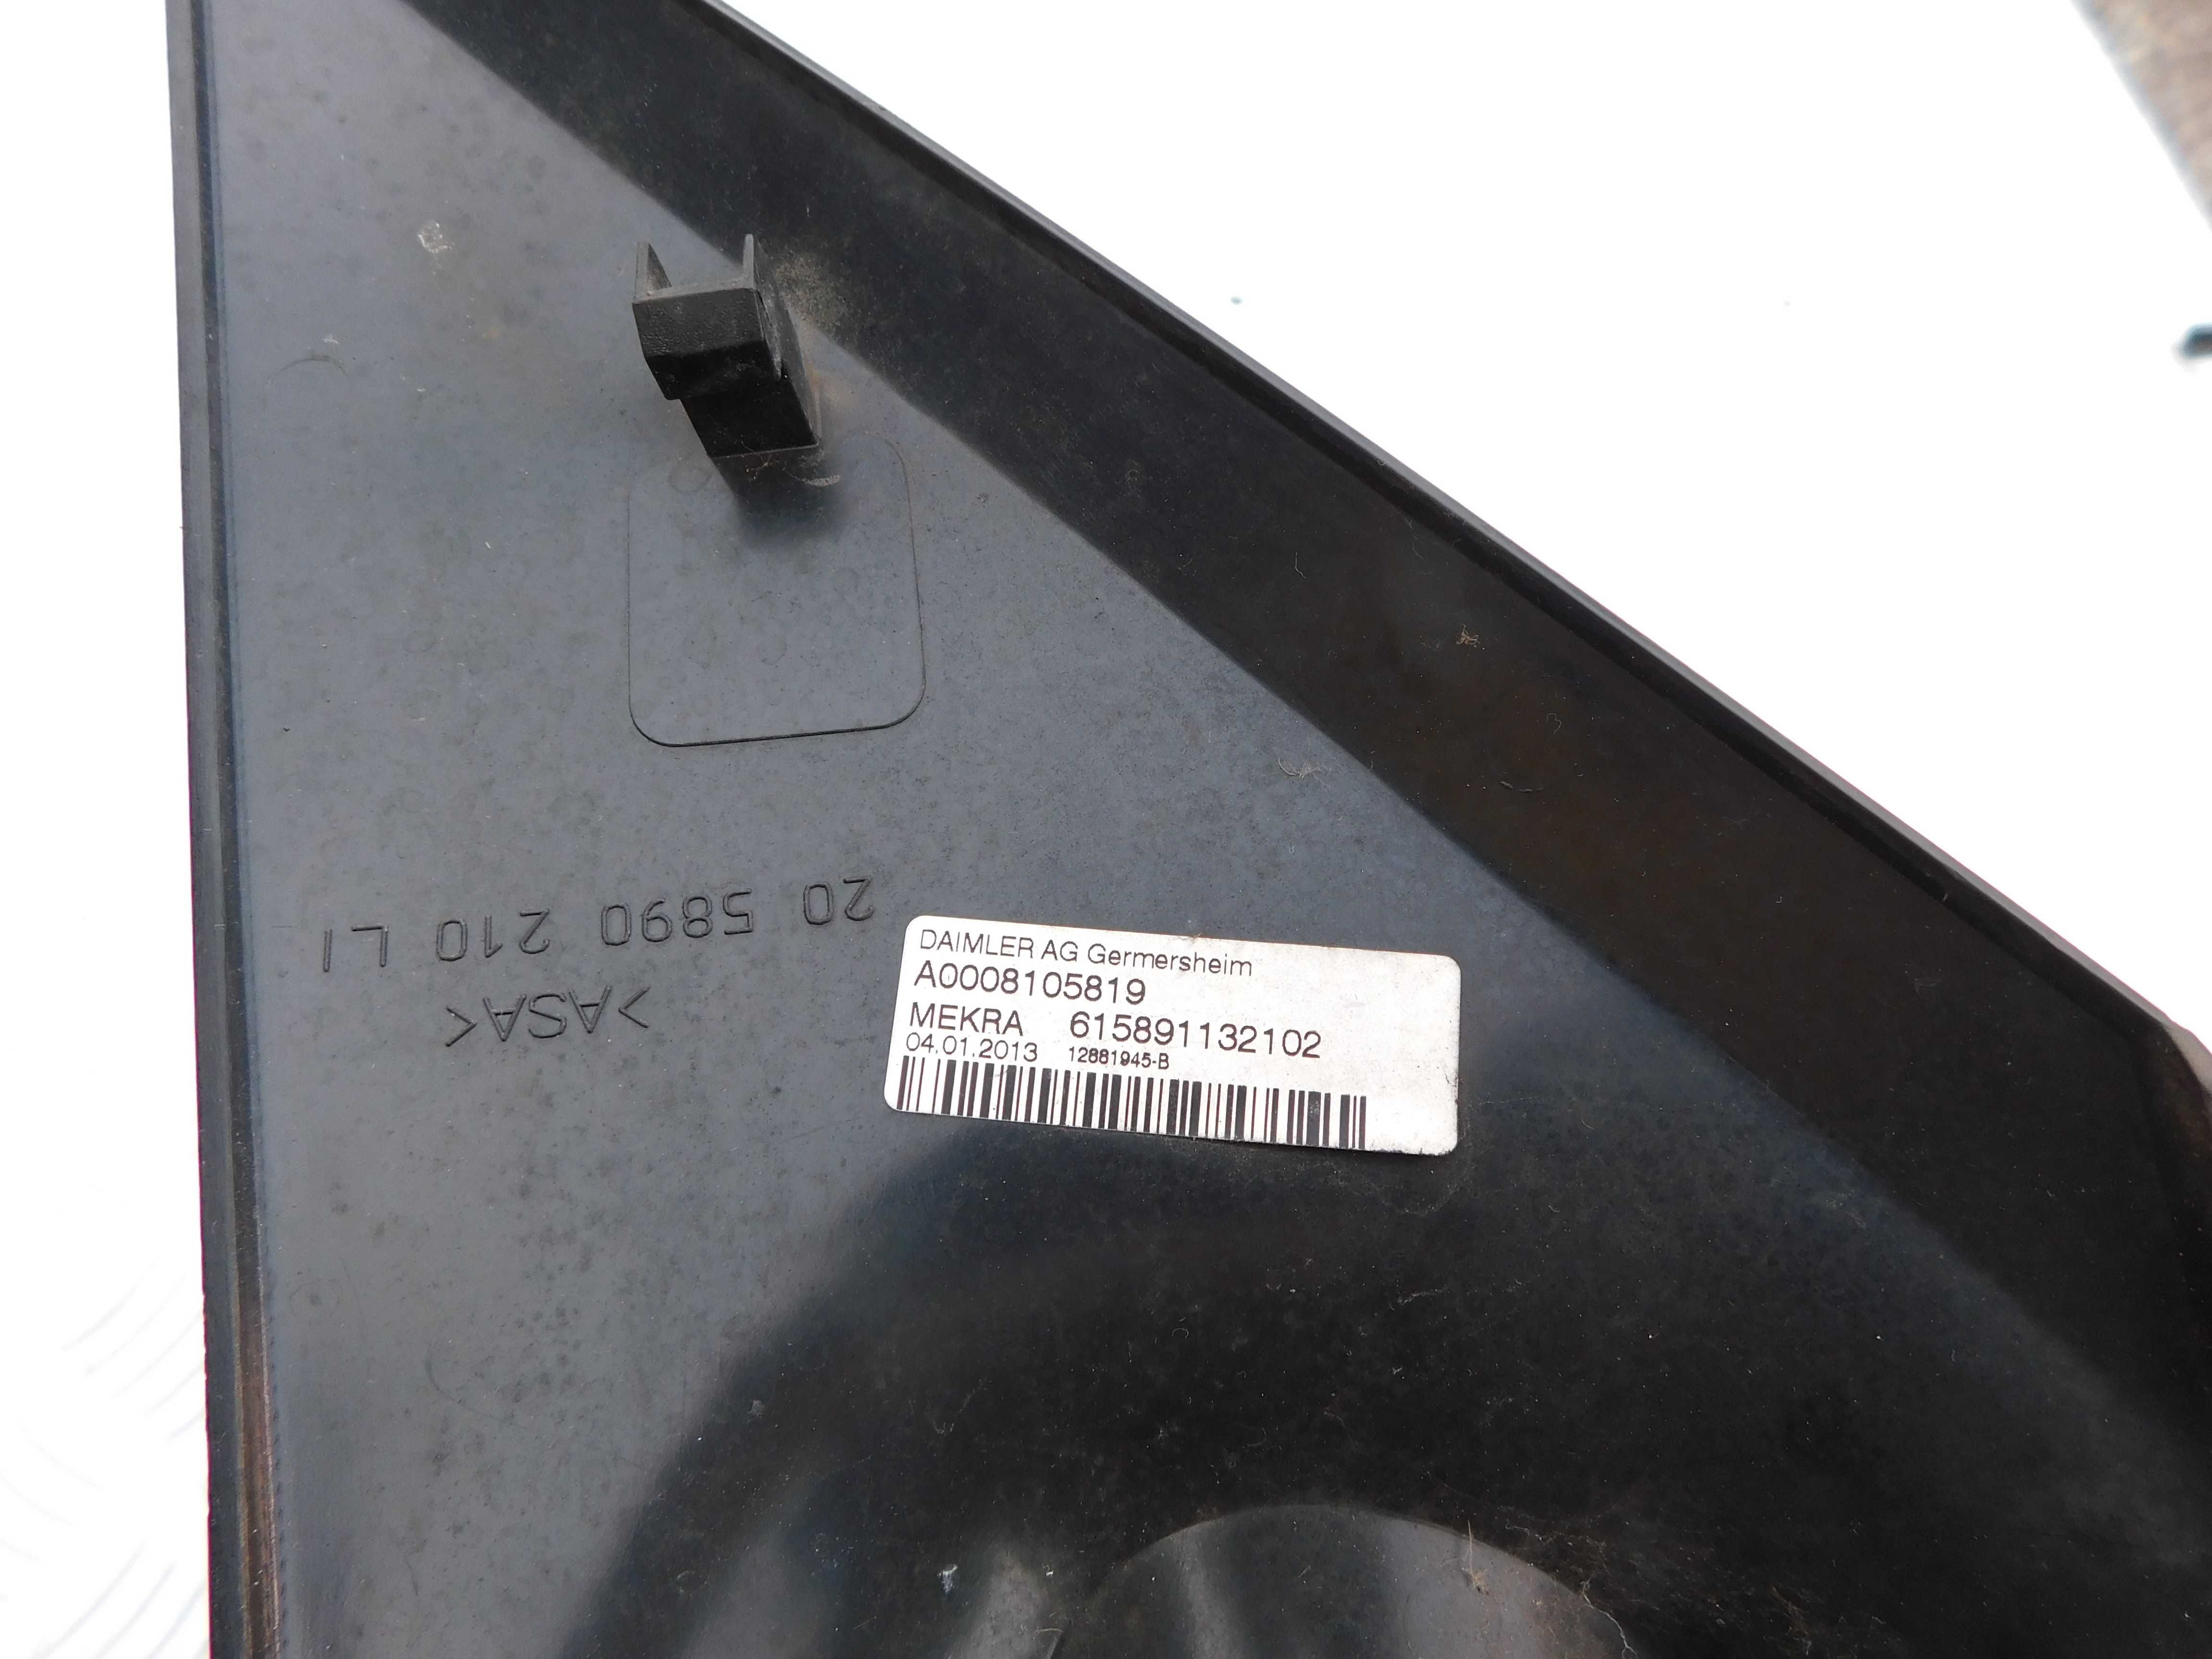 20 5890 210 LI
>ASA<
DAIMLER AG Germersheim
A0008105819
MEKRA 615891132102
04.01.2013 12881945-B